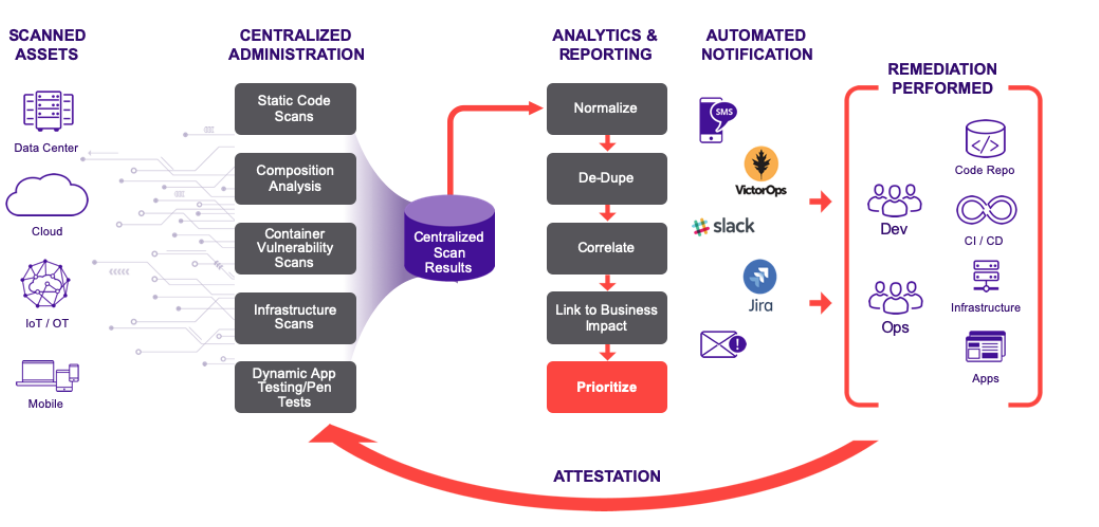 SCANNED
ASSETS
Data Center
Cloud
IoT / OT
Mobile
CENTRALIZED
ADMINISTRATION
Static Code
Scans
Composition
Analysis
Container
Vulnerability
Scans
Infrastructure
Scans
Dynamic App
Testing/Pen
Tests
Centralized
Scan
Results
ANALYTICS &
REPORTING
Normalize
De-Dupe
Correlate
Link to Business
Impact
Prioritize
AUTOMATED
NOTIFICATION
SMS
VictorOps
slack
Jira
!
REMEDIATION
PERFORMED
Dev
Ops
</>
Code Repo
CI / CD
Infrastructure
Apps
ATTESTATION